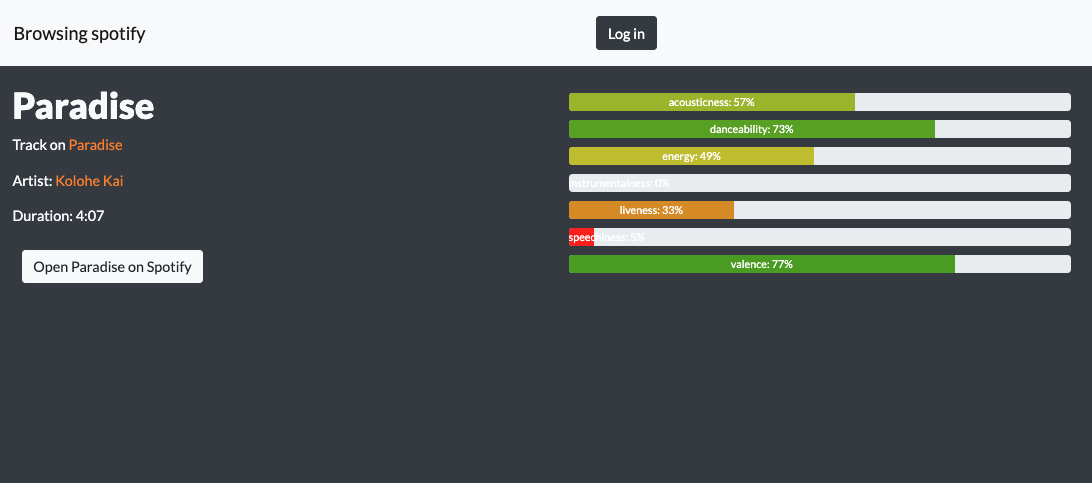 Browsing spotify
Log in
Paradise
Track on Paradise
Artist: Kolohe Kai
Duration: 4:07
Open Paradise on Spotify
acousticness: 57%
danceability: 73%
energy: 49%
instrumentalness: 0%
liveness: 33%
speechiness: 5%
valence: 77%